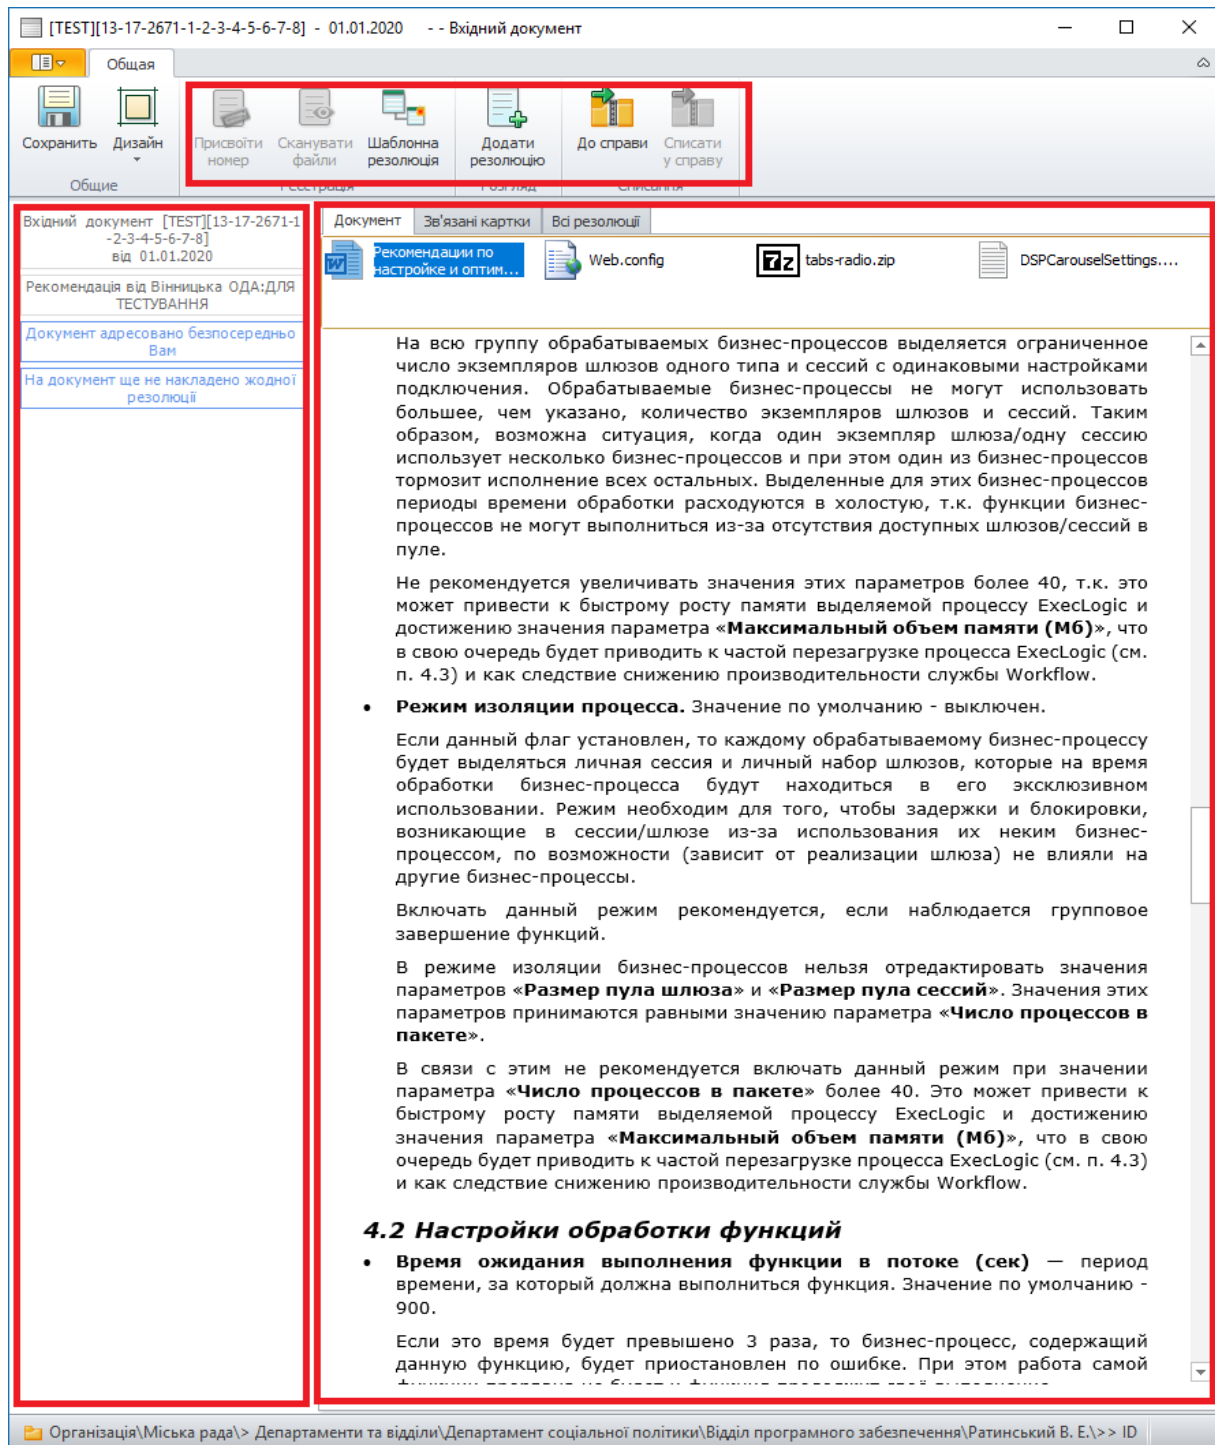 [TEST][13-17-2671-1-2-3-4-5-6-7-8] - 01.01.2020 - - Вхідний документ
Общая
Сохранить
Дизайн
Присвоїти номер
Сканувати файли
Шаблонна резолюція
Додати резолюцію
До справи
Списати у справу
Общие
Реєстрація
Розгляд
Списання
Вхідний документ [TEST][13-17-2671-1
-2-3-4-5-6-7-8]
від 01.01.2020
Рекомендація від Вінницька ОДА:ДЛЯ
ТЕСТУВАННЯ
Документ адресовано безпосередньо
Вам
На документ ще не накладено жодної
резолюції
Документ Зв'язані картки Всі резолюції
Рекомендации по
настройке и оптим...
Web.config
7z
tabs-radio.zip
DSPCarouselSettings....
На всю группу обрабатываемых бизнес-процессов выделяется ограниченное
число экземпляров шлюзов одного типа и сессий с одинаковыми настройками
подключения. Обрабатываемые бизнес-процессы не могут использовать
большее, чем указано, количество экземпляров шлюзов и сессий. Таким
образом, возможна ситуация, когда один экземпляр шлюза/одну сессию
использует несколько бизнес-процессов и при этом один из бизнес-процессов
тормозит исполнение всех остальных. Выделенные для этих бизнес-процессов
периоды времени обработки расходуются в холостую, т.к. функции бизнес-
процессов не могут выполниться из-за отсутствия доступных шлюзов/сессий в
пуле.
Не рекомендуется увеличивать значения этих параметров более 40, т.к. это
может привести к быстрому росту памяти выделяемой процессу ExecLogic и
достижению значения параметра «Максимальный объем памяти (Мб)», что
в свою очередь будет приводить к частой перезагрузке процесса ExecLogic (см.
п. 4.3) и как следствие снижению производительности службы Workflow.
• Режим изоляции процесса. Значение по умолчанию - выключен.
Если данный флаг установлен, то каждому обрабатываемому бизнес-процессу
будет выделяться личная сессия и личный набор шлюзов, которые на время
обработки бизнес-процесса будут находиться в его эксклюзивном
использовании. Режим необходим для того, чтобы задержки и блокировки,
возникающие в сессии/шлюзе из-за использования их неким бизнес-
процессом, по возможности (зависит от реализации шлюза) не влияли на
другие бизнес-процессы.
Включать данный режим рекомендуется, если наблюдается групповое
завершение функций.
В режиме изоляции бизнес-процессов нельзя отредактировать значения
параметров «Размер пула шлюза» и «Размер пула сессий». Значения этих
параметров принимаются равными значению параметра «Число процессов в
пакете».
В связи с этим не рекомендуется включать данный режим при значении
параметра «Число процессов в пакете» более 40. Это может привести к
быстрому росту памяти выделяемой процессу ExecLogic и достижению
значения параметра «Максимальный объем памяти (Мб)», что в свою
очередь будет приводить к частой перезагрузке процесса ExecLogic (см. п. 4.3)
и как следствие снижению производительности службы Workflow.
4.2 Настройки обработки функций
• Время ожидания выполнения функции в потоке (сек) — период
времени, за который должна выполниться функция. Значение по умолчанию -
900.
Если это время будет превышено 3 раза, то бизнес-процесс, содержащий
данную функцию, будет приостановлен по ошибке. При этом работа самой
Організація\Міська рада\> Департаменти та відділи\Департамент соціальної політики\Відділ програмного забезпечення\Ратинський В. Е.\>> ID